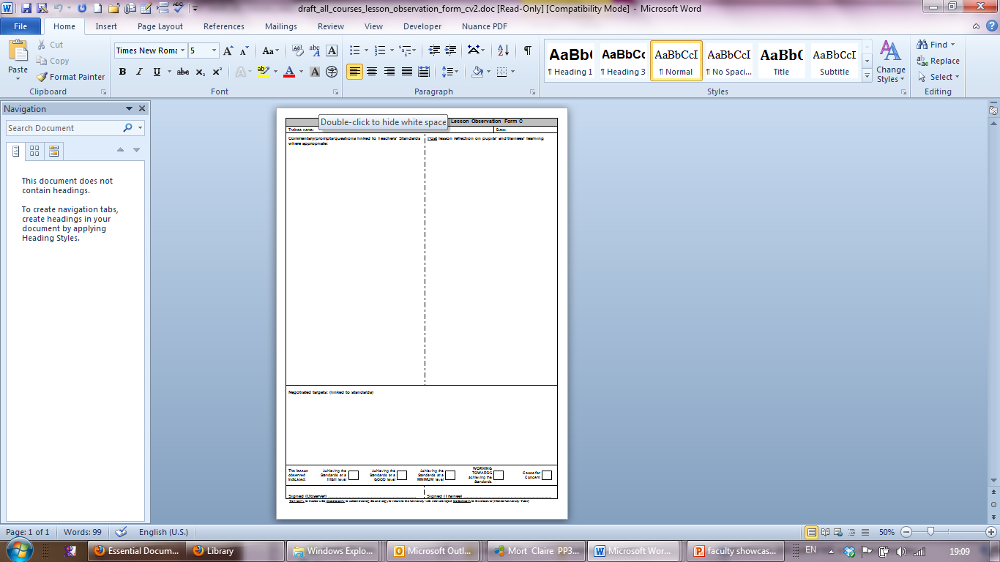 draft_all_courses_lesson_observation_form_cv2.doc [Read-Only] [Compatibility Mode] - Microsoft Word
File Home Insert Page Layout References Mailings Review View Developer Nuance PDF
Paste
Cut
Copy
Format Painter
Clipboard
Times New Roma 5
Font
Paragraph
AaBb( AaBbCc AaBbCcI AaBbCcI AaB( AaBbCcI
¶ Heading 1 ¶ Heading 3 ¶ Normal ¶ No Spaci... Title Subtitle
Change Styles
Styles
Find
Replace
Select
Editing
Navigation
Search Document
This document does not
contain headings.
To create navigation tabs,
create headings in your
document by applying
Heading Styles.
Double-click to hide white space
Lesson Observation Form C
Trainee name:
Date:
Commentary/prompts/questions linked to Teachers' Standards
where appropriate:
Post lesson reflection on pupils' and trainees' learning
Negotiated targets: (linked to standards)
The lesson
observed
indicated:
Achieving the
Standards at a
HIGH level
Achieving the
Standards at a
GOOD level
Achieving the
Standards at a
MINIMUM level
WORKING
TOWARDS
achieving the
Standards
Cause for
Concern
Signed (Observer)
Signed (Trainee)
Page: 1 of 1 Words: 99 English (U.S.) 50%
Essential Docum... Library Windows Explo... Microsoft Outl... Mort Claire PP3... Microsoft Wor... faculty showcas... EN 19:09